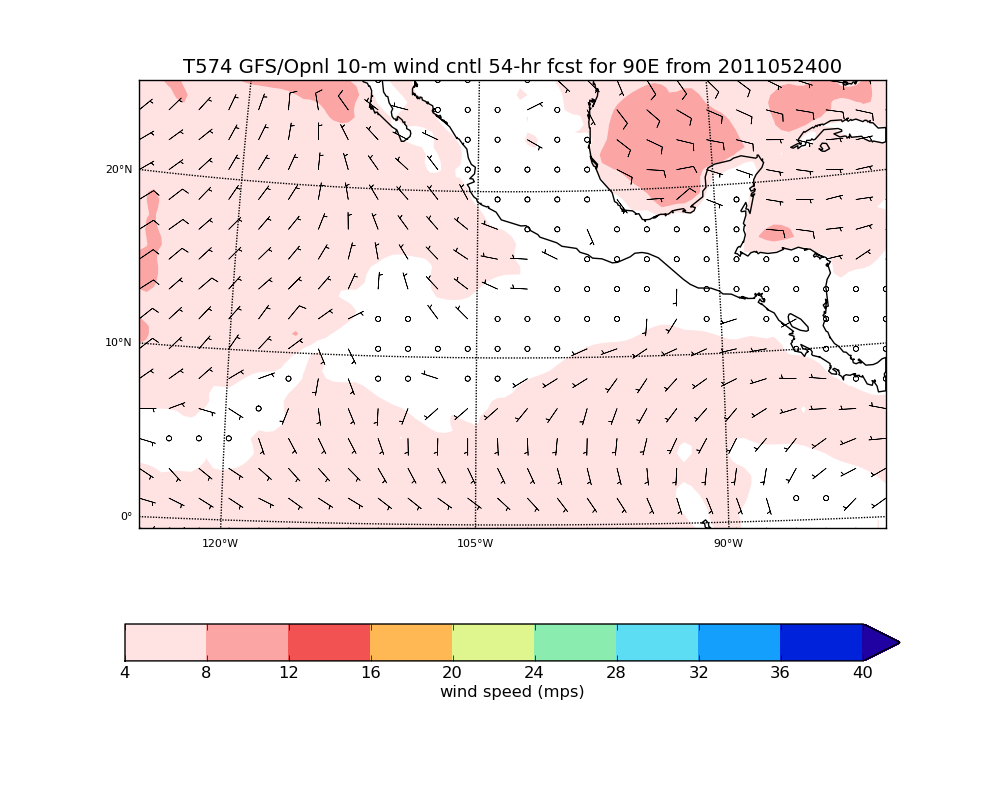 T574 GFS/Opnl 10-m wind cntl 54-hr fcst for 90E from 2011052400
20°N
10°N
0°
120°W 105°W 90°W
4 8 12 16 20 24 28 32 36 40
wind speed (mps)